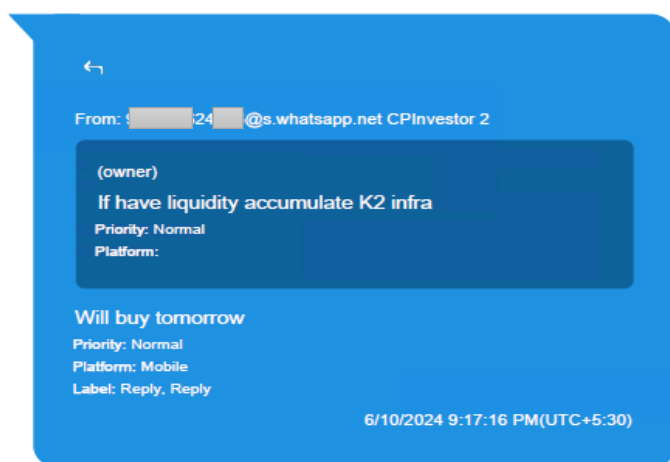 From: 24 @s.whatsapp.net CPInvestor 2
(owner)
If have liquidity accumulate K2 infra
Priority: Normal
Platform:
Will buy tomorrow
Priority: Normal
Platform: Mobile
Label: Reply, Reply
6/10/2024 9:17:16 PM(UTC+5:30)